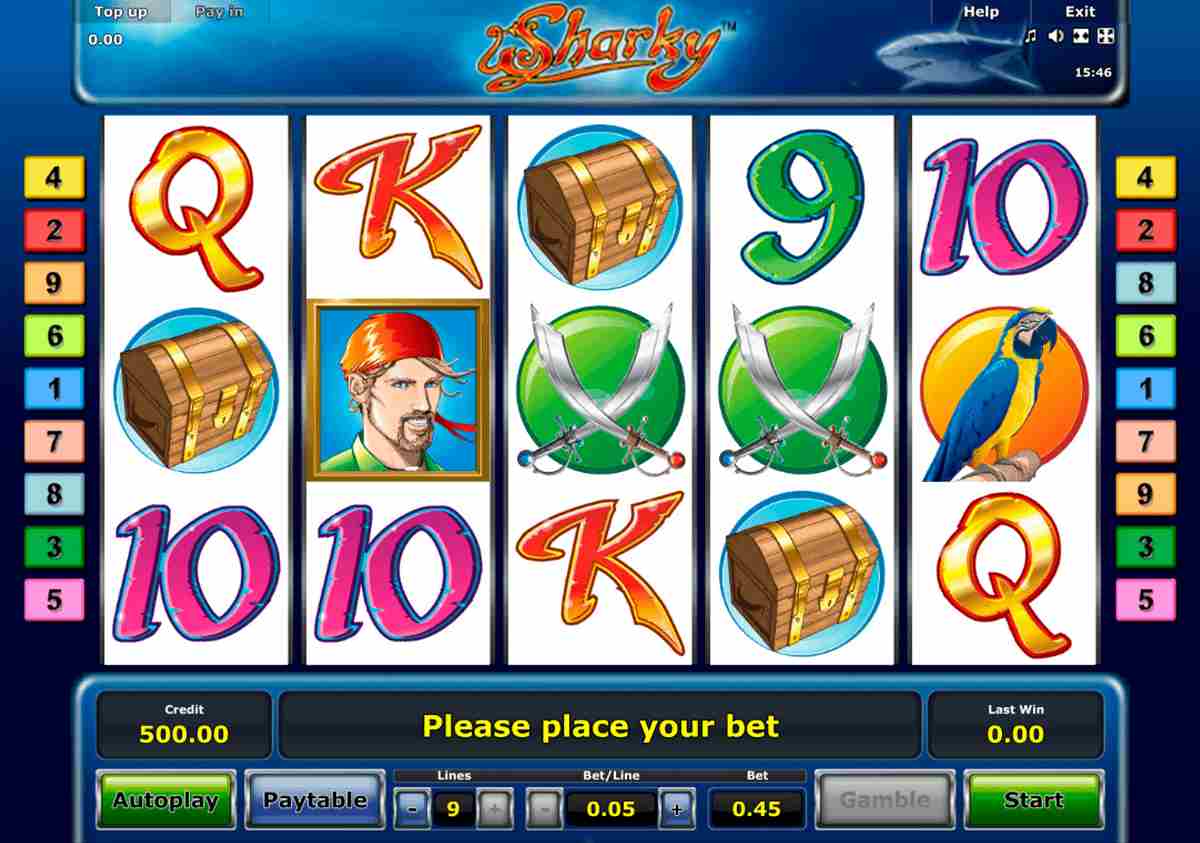 Top up Pay in
0.00
Sharky™
Help Exit
15:46
Q K 9 10
10 10 K Q
4
2
9
6
1
7
8
3
5
4
2
8
6
1
7
9
3
5
Credit
500.00
Please place your bet
Last Win
0.00
Autoplay
Paytable
Lines
- 9 +
Bet/Line
- 0.05 +
Bet
0.45
Gamble
Start